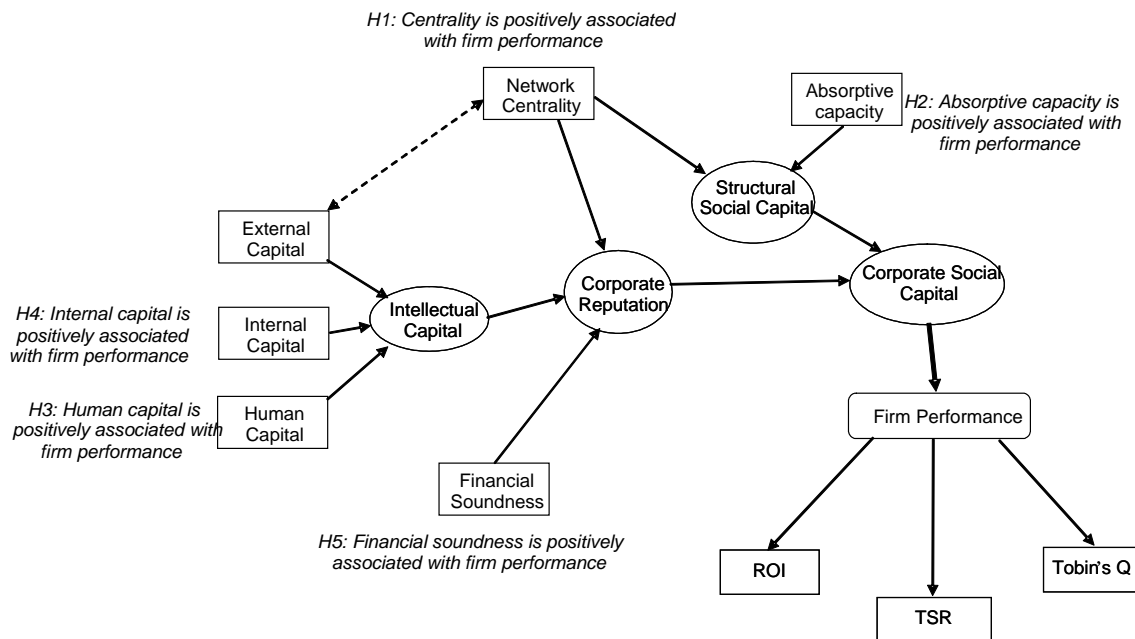 H1: Centrality is positively associated
with firm performance
Network
Centrality
Absorptive
capacity
H2: Absorptive capacity is
positively associated with
firm performance
Structural
Social Capital
External
Capital
Corporate
Reputation
Corporate Social
Capital
Intellectual
Capital
H4: Internal capital is
positively associated
with firm performance
Internal
Capital
H3: Human capital is
positively associated with
firm performance
Human
Capital
Firm Performance
Financial
Soundness
H5: Financial soundness is positively
associated with firm performance
ROI
TSR
Tobin's Q